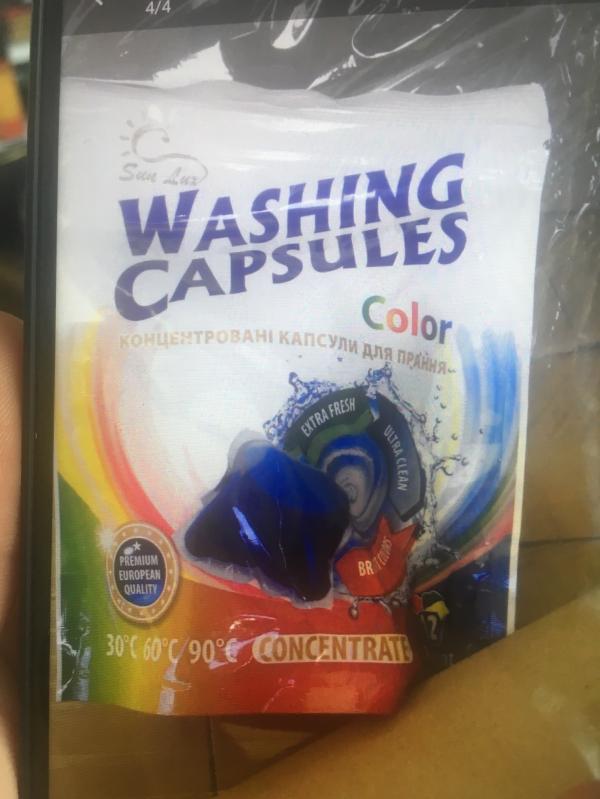 4/4
Sun Lux
WASHING
CAPSULES
Color
КОНЦЕНТРОВАНІ КАПСУЛИ ДЛЯ ПРАННЯ
EXTRA FRESH
ULTRA CLEAN
PREMIUM
EUROPEAN
QUALITY
30°C 60°C 90°C
CONCENTRATE